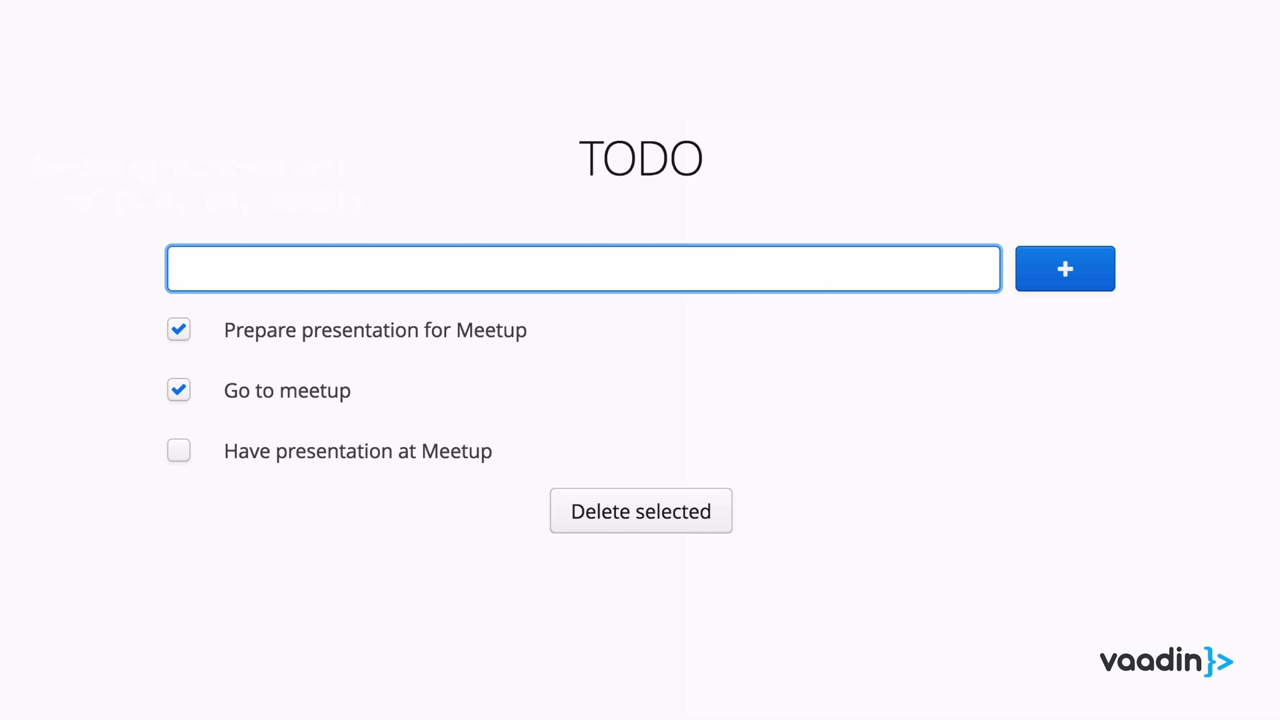 TODO
+
Prepare presentation for Meetup
Go to meetup
Have presentation at Meetup
Delete selected
vaadin}>